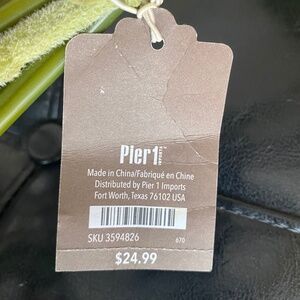 Pier 1 IMPORTS
Made in China/Fabriqué en Chine
Distributed by Pier 1 Imports
Fort Worth, Texas 76102 USA
SKU 3594826 670
$24.99